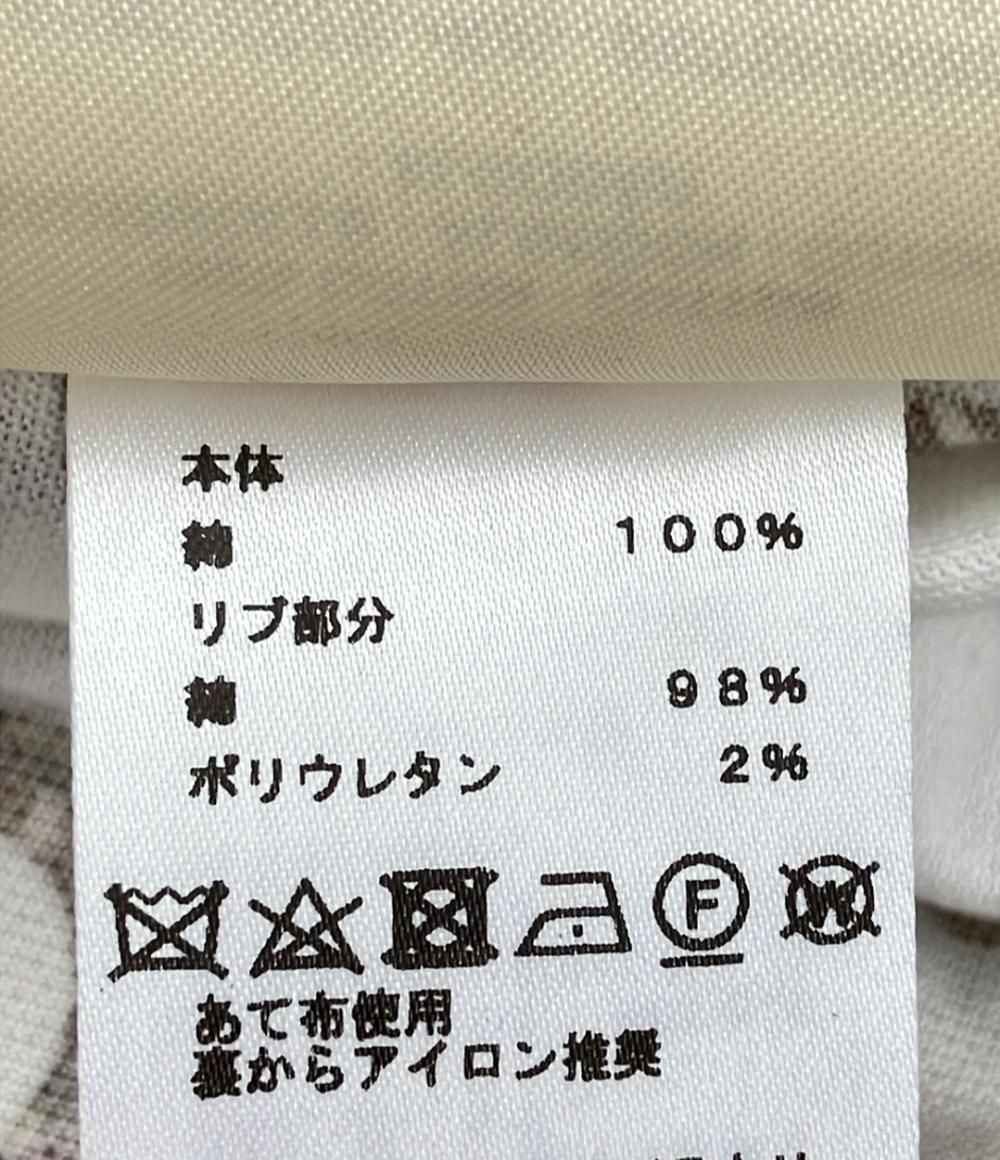 本体
綿 100%
リブ部分
綿 98%
ポリウレタン 2%
F W
あて布使用
裏からアイロン推奨